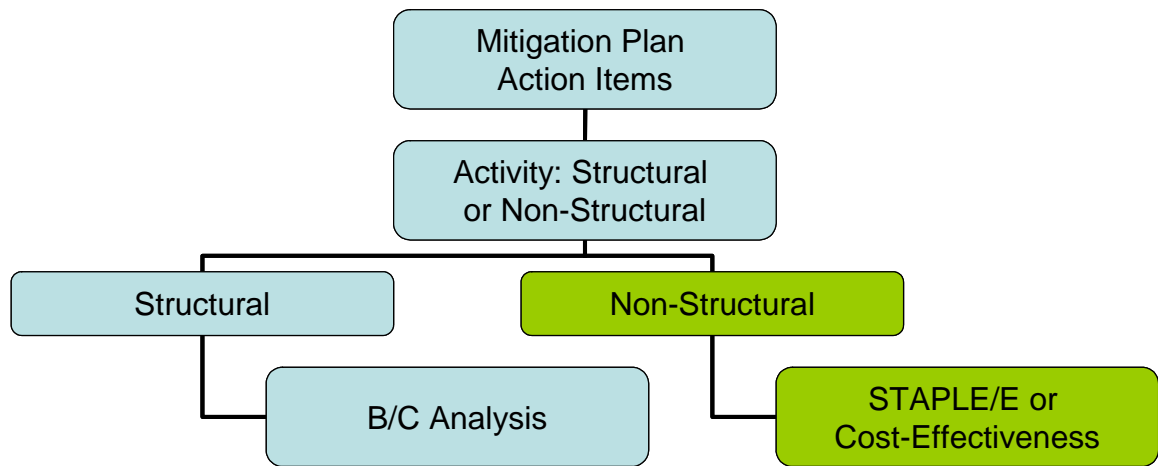 Mitigation Plan
Action Items
Activity: Structural
or Non-Structural
Structural
Non-Structural
B/C Analysis
STAPLE/E or
Cost-Effectiveness